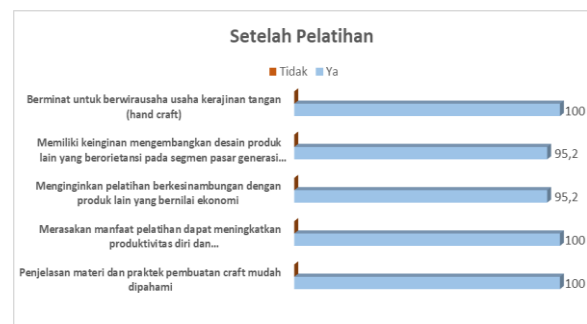 Setelah Pelatihan
Tidak Ya
Berminat untuk berwirausaha usaha kerajinan tangan
(hand craft)
100
Memiliki keinginan mengembangkan desain produk
lain yang berorietansi pada segmen pasar generasi...
95,2
Menginginkan pelatihan berkesinambungan dengan
produk lain yang bernilai ekonomi
95,2
Merasakan manfaat pelatihan dapat meningkatkan
produktivitas diri dan...
100
Penjelasan materi dan praktek pembuatan craft mudah
dipahami
100